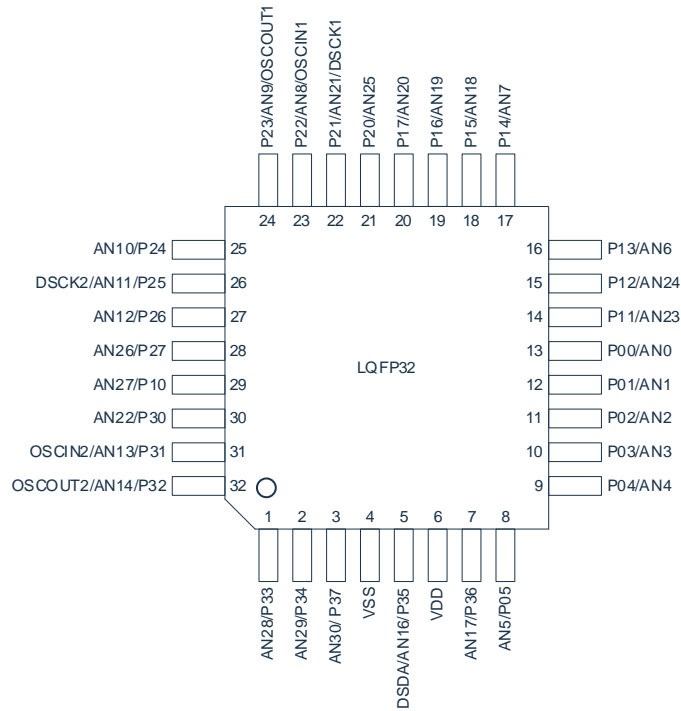 P23/AN9/OSCOUT1
P22/AN8/OSCIN1
P21/AN21/DSCK1
P20/AN25
P17/AN20
P16/AN19
P15/AN18
P14/AN7
24 23 22 21 20 19 18 17
AN10/P24 25 16 P13/AN6
DSCK2/AN11/P25 26 15 P12/AN24
AN12/P26 27 14 P11/AN23
AN26/P27 28 13 P00/AN0
LQFP32
AN27/P10 29 12 P01/AN1
AN22/P30 30 11 P02/AN2
OSCIN2/AN13/P31 31 10 P03/AN3
OSCOUT2/AN14/P32 32 9 P04/AN4
1 2 3 4 5 6 7 8
AN28/P33
AN29/P34
AN30/P37
VSS
DSDA/AN16/P35
VDD
AN17/P36
AN5/P05